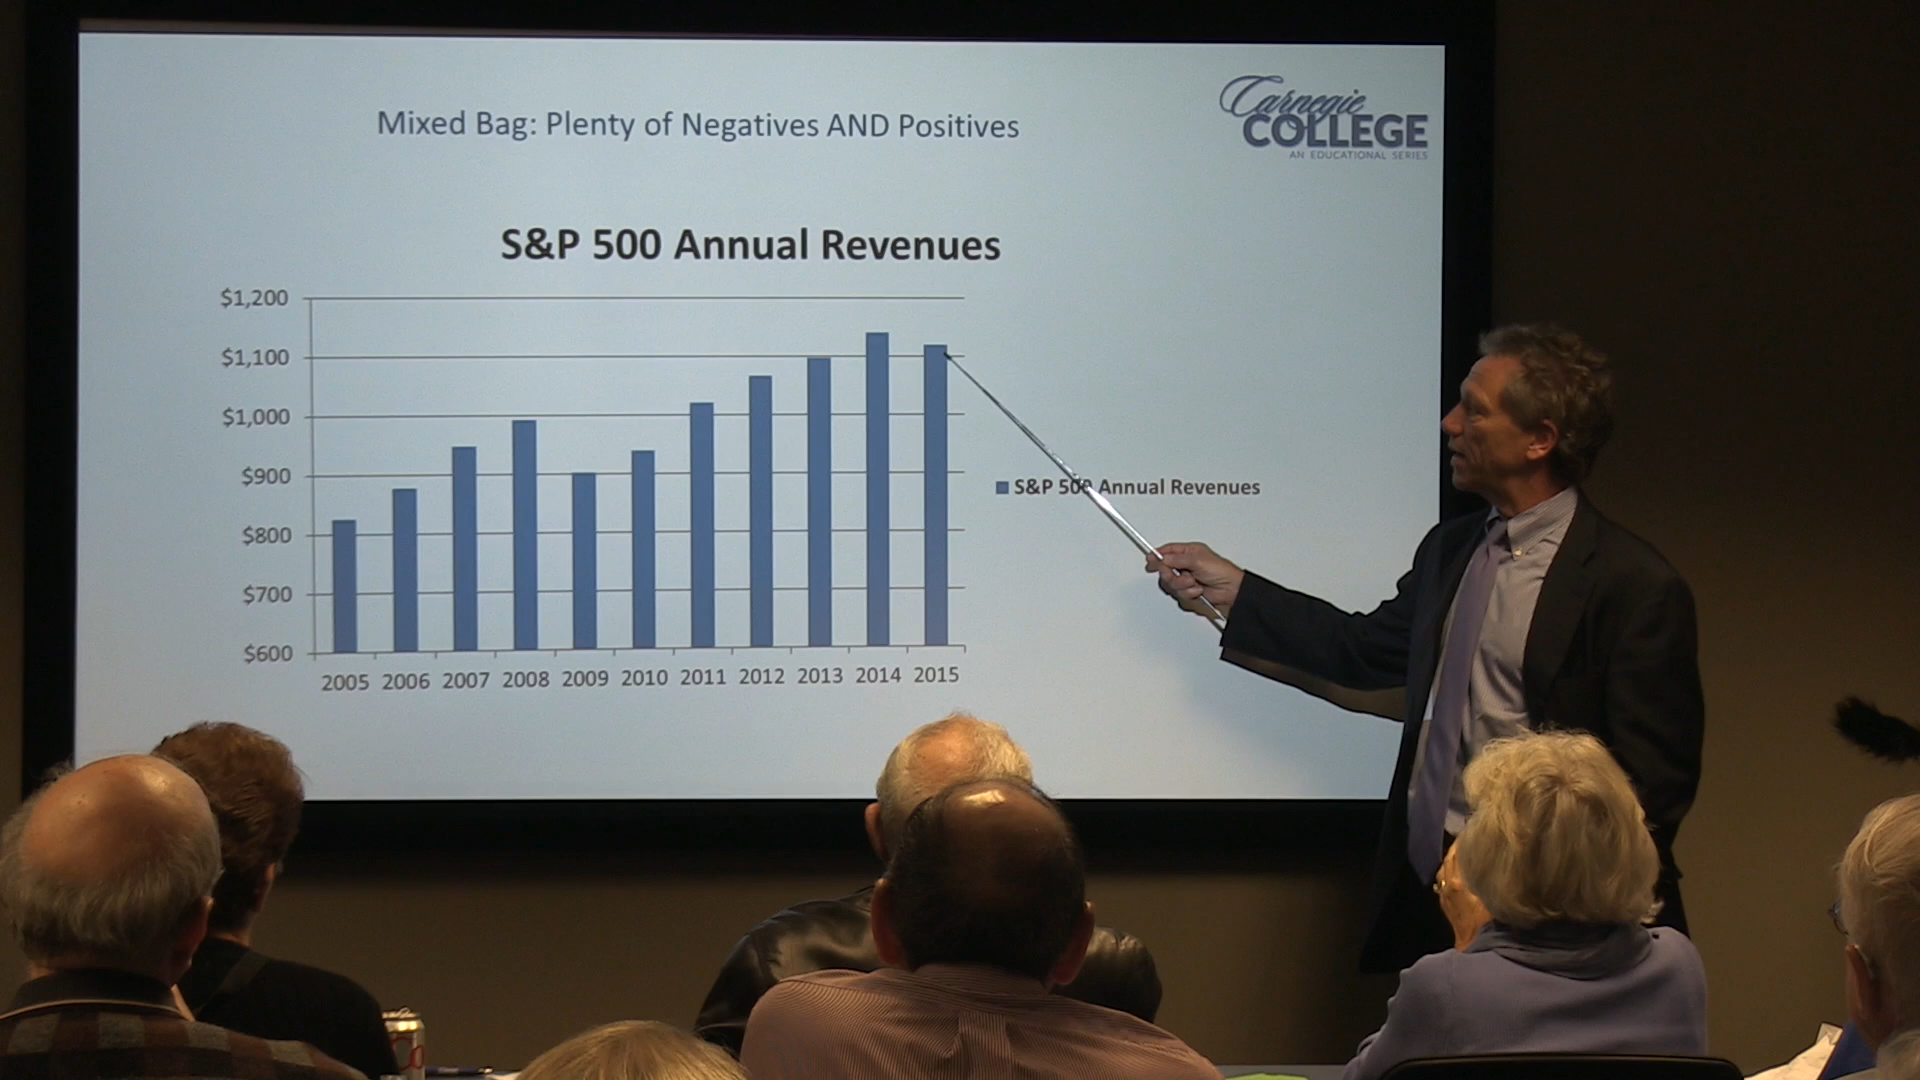 Carnegie
COLLEGE
AN EDUCATIONAL SERIES
Mixed Bag: Plenty of Negatives AND Positives
S&P 500 Annual Revenues
$1,200
$1,100
$1,000
$900
$800
$700
$600
2005 2006 2007 2008 2009 2010 2011 2012 2013 2014 2015
S&P 500 Annual Revenues